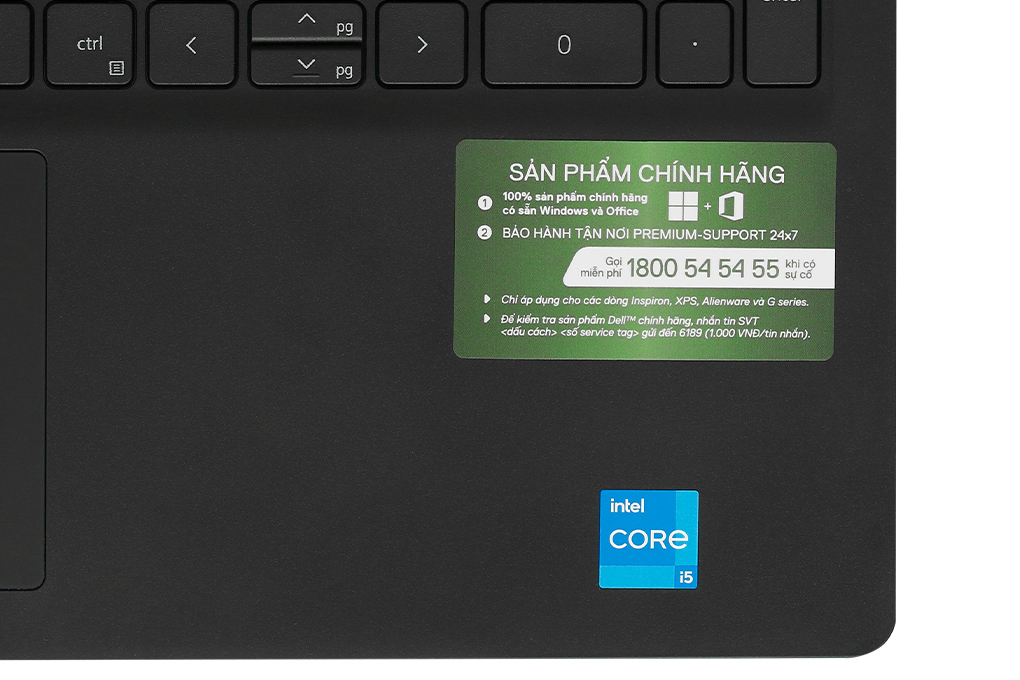 enter
ctrl
pg
pg
0
.
SẢN PHẨM CHÍNH HÃNG
1 100% sản phẩm chính hãng
có sẵn Windows và Office
+
2 BẢO HÀNH TẬN NƠI PREMIUM-SUPPORT 24x7
Gọi
miễn phí
1800 54 54 55
khi có
sự cố
Chỉ áp dụng cho các dòng Inspiron, XPS, Alienware và G series.
Để kiểm tra sản phẩm Dell™ chính hãng, nhắn tin SVT
<dấu cách> <số service tag> gửi đến 6189 (1.000 VNĐ/tin nhắn).
intel
CORe
i5